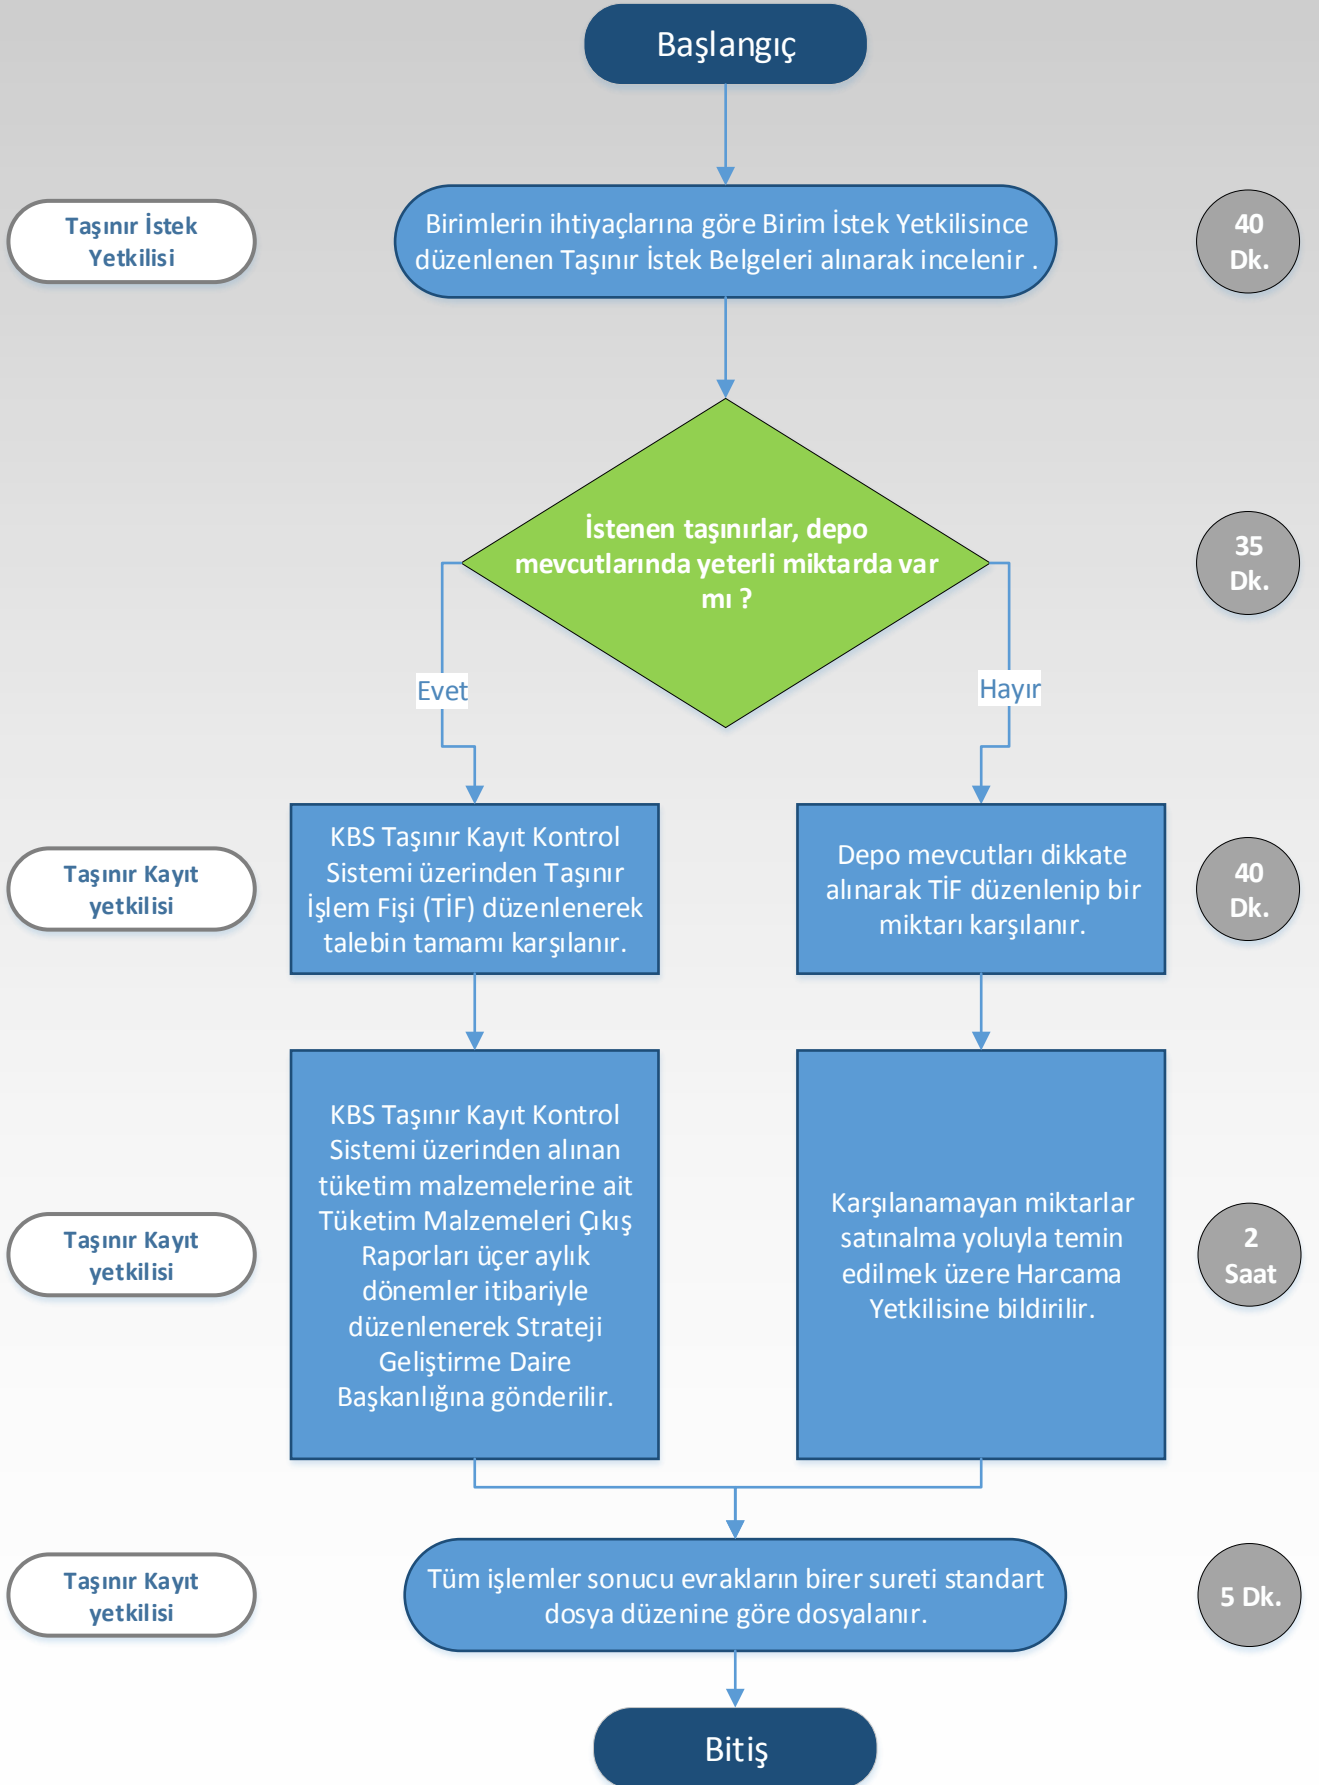 Başlangıç
Taşınır İstek
Yetkilisi
Birimlerin ihtiyaçlarına göre Birim İstek Yetkilisince
düzenlenen Taşınır İstek Belgeleri alınarak incelenir .
40
Dk.
İstenen taşınırlar, depo
mevcutlarında yeterli miktarda var
mı ?
35
Dk.
Evet
Hayır
Taşınır Kayıt
yetkilisi
KBS Taşınır Kayıt Kontrol
Sistemi üzerinden Taşınır
İşlem Fişi (TİF) düzenlenerek
talebin tamamı karşılanır.
Depo mevcutları dikkate
alınarak TİF düzenlenip bir
miktarı karşılanır.
40
Dk.
Taşınır Kayıt
yetkilisi
KBS Taşınır Kayıt Kontrol
Sistemi üzerinden alınan
tüketim malzemelerine ait
Tüketim Malzemeleri Çıkış
Raporları üçer aylık
dönemler itibariyle
düzenlenerek Strateji
Geliştirme Daire
Başkanlığına gönderilir.
Karşılanamayan miktarlar
satınalma yoluyla temin
edilmek üzere Harcama
Yetkilisine bildirilir.
2
Saat
Taşınır Kayıt
yetkilisi
Tüm işlemler sonucu evrakların birer sureti standart
dosya düzenine göre dosyalanır.
5 Dk.
Bitiş